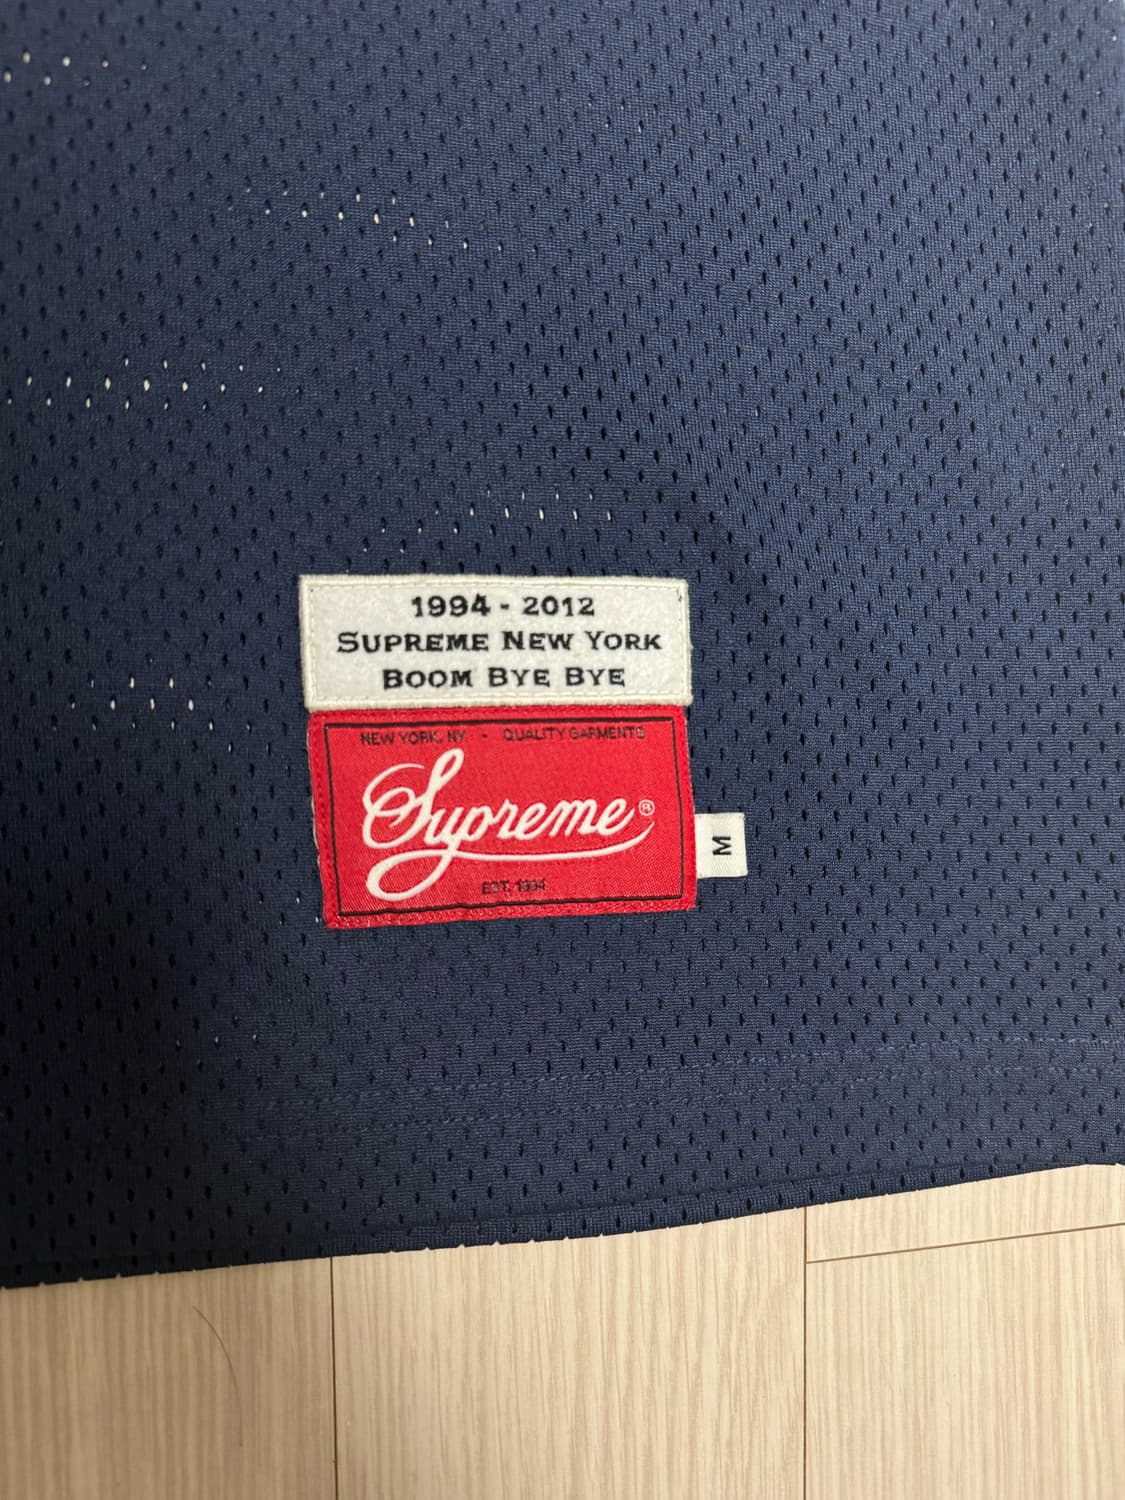 1994 - 2012
SUPREME NEW YORK
BOOM BYE BYE
NEW YORK, NY - QUALITY GARMENTS
Supreme®
EST. 1994
M